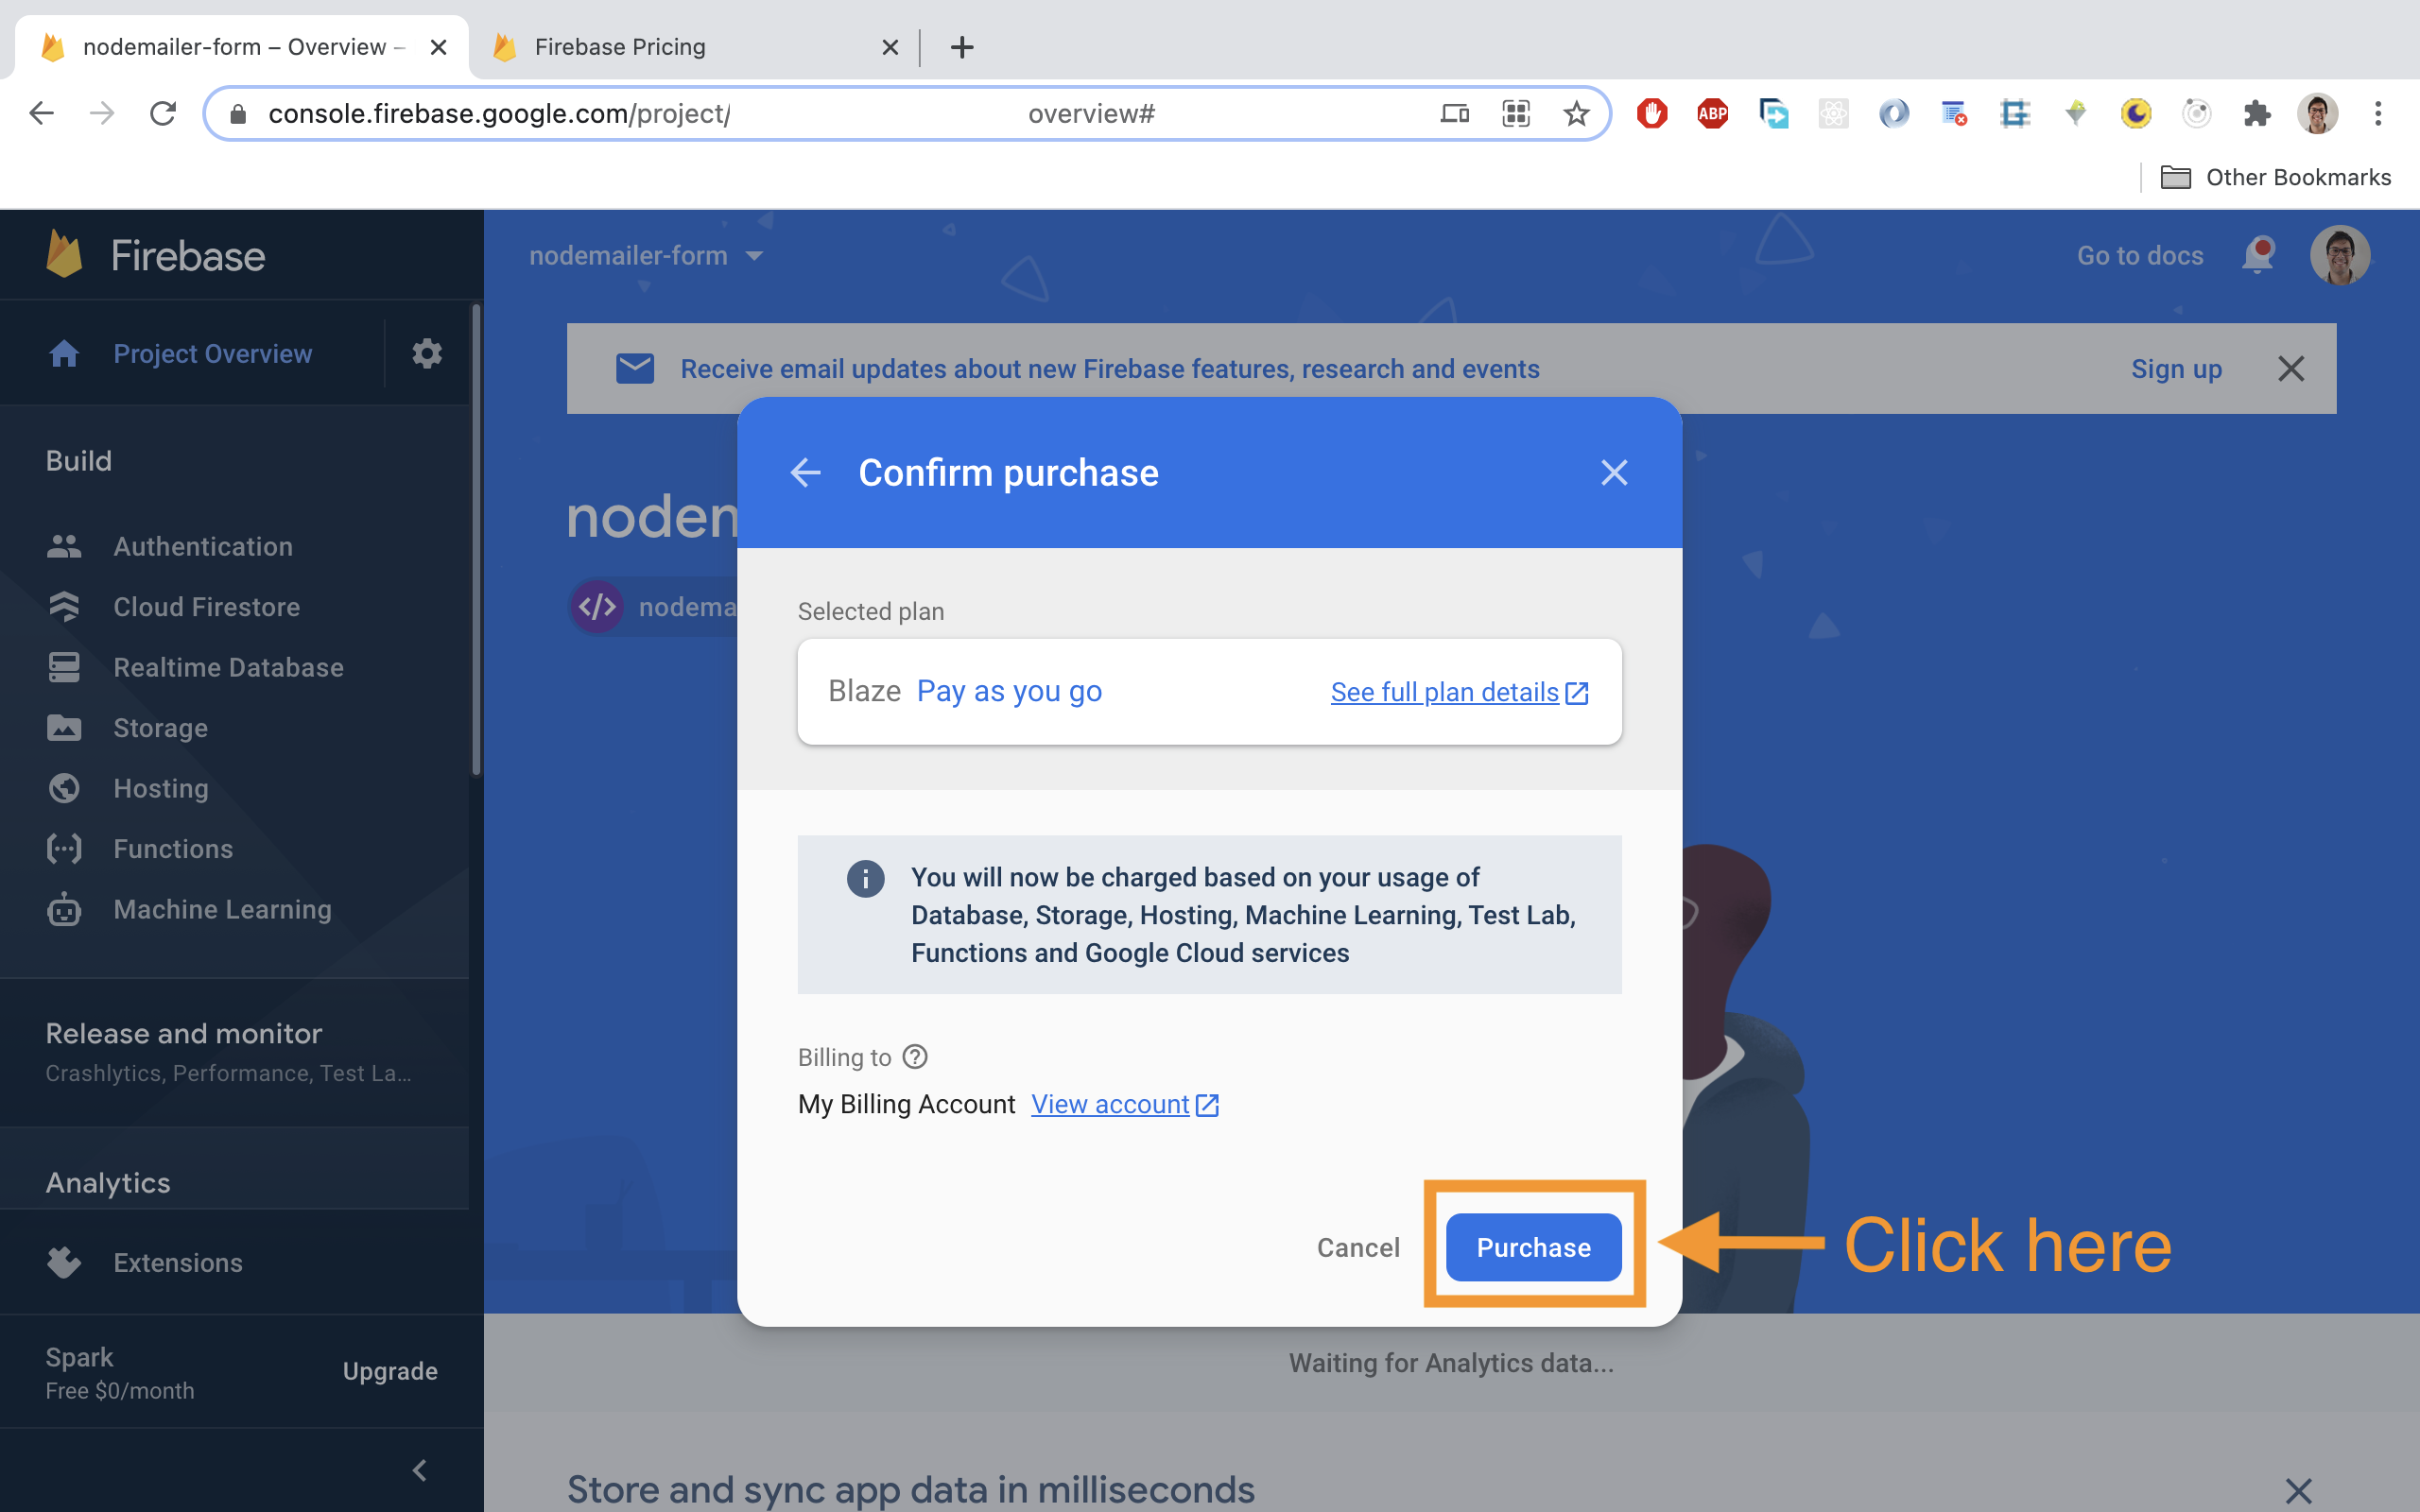 nodemailer-form – Overview –
Firebase Pricing
console.firebase.google.com/project/ overview#
ABP
Other Bookmarks
Firebase
nodemailer-form
Go to docs
Project Overview
Receive email updates about new Firebase features, research and events
Sign up
Build
Authentication
Cloud Firestore
Realtime Database
Storage
Hosting
Functions
Machine Learning
Release and monitor
Crashlytics, Performance, Test La...
Analytics
Extensions
Spark
Free $0/month
Upgrade
nodem
nodema
Confirm purchase
Selected plan
Blaze Pay as you go
See full plan details
You will now be charged based on your usage of
Database, Storage, Hosting, Machine Learning, Test Lab,
Functions and Google Cloud services
Billing to
My Billing Account View account
Cancel
Purchase
Click here
Waiting for Analytics data...
Store and sync app data in milliseconds